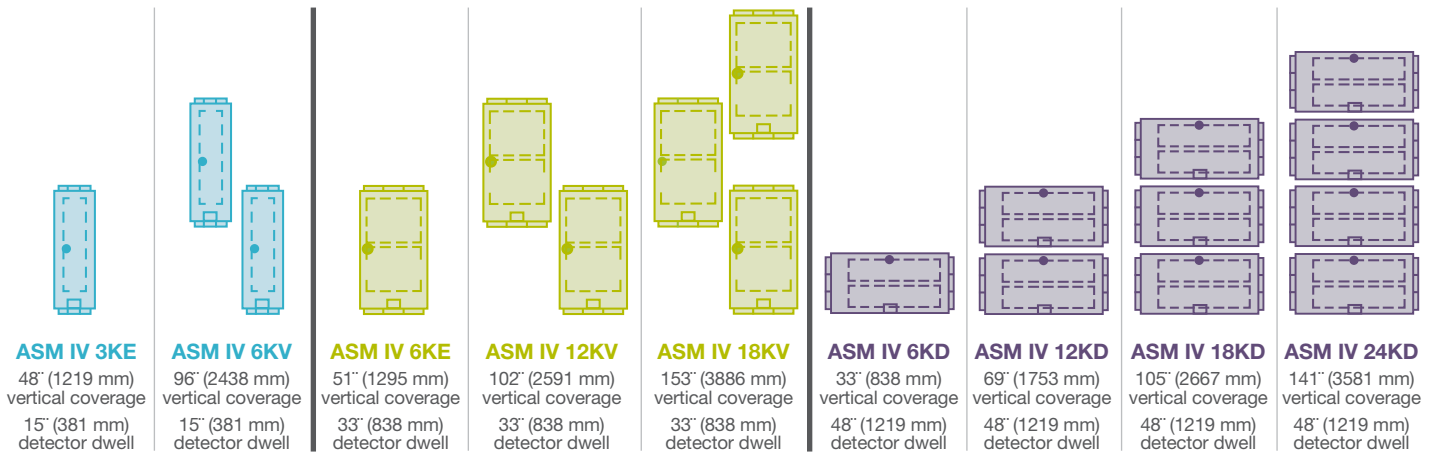 ASM IV 3KE
48¨ (1219 mm)
vertical coverage
15¨ (381 mm)
detector dwell
ASM IV 6KV
96¨ (2438 mm)
vertical coverage
15¨ (381 mm)
detector dwell
ASM IV 6KE
51¨ (1295 mm)
vertical coverage
33¨ (838 mm)
detector dwell
ASM IV 12KV
102¨ (2591 mm)
vertical coverage
33¨ (838 mm)
detector dwell
ASM IV 18KV
153¨ (3886 mm)
vertical coverage
33¨ (838 mm)
detector dwell
ASM IV 6KD
33¨ (838 mm)
vertical coverage
48¨ (1219 mm)
detector dwell
ASM IV 12KD
69¨ (1753 mm)
vertical coverage
48¨ (1219 mm)
detector dwell
ASM IV 18KD
105¨ (2667 mm)
vertical coverage
48¨ (1219 mm)
detector dwell
ASM IV 24KD
141¨ (3581 mm)
vertical coverage
48¨ (1219 mm)
detector dwell